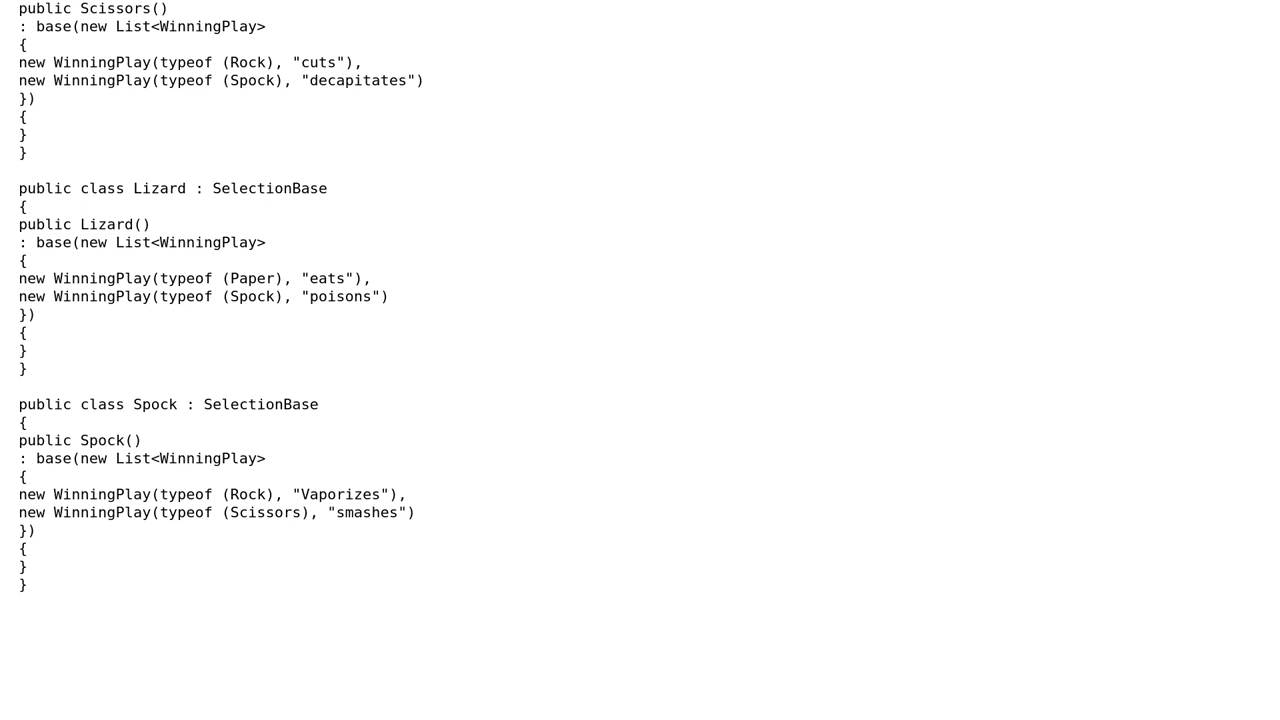 public Scissors()
: base(new List<WinningPlay>
{
new WinningPlay(typeof (Rock), "cuts"),
new WinningPlay(typeof (Spock), "decapitates")
})
{
}
}

public class Lizard : SelectionBase
{
public Lizard()
: base(new List<WinningPlay>
{
new WinningPlay(typeof (Paper), "eats"),
new WinningPlay(typeof (Spock), "poisons")
})
{
}
}

public class Spock : SelectionBase
{
public Spock()
: base(new List<WinningPlay>
{
new WinningPlay(typeof (Rock), "Vaporizes"),
new WinningPlay(typeof (Scissors), "smashes")
})
{
}
}